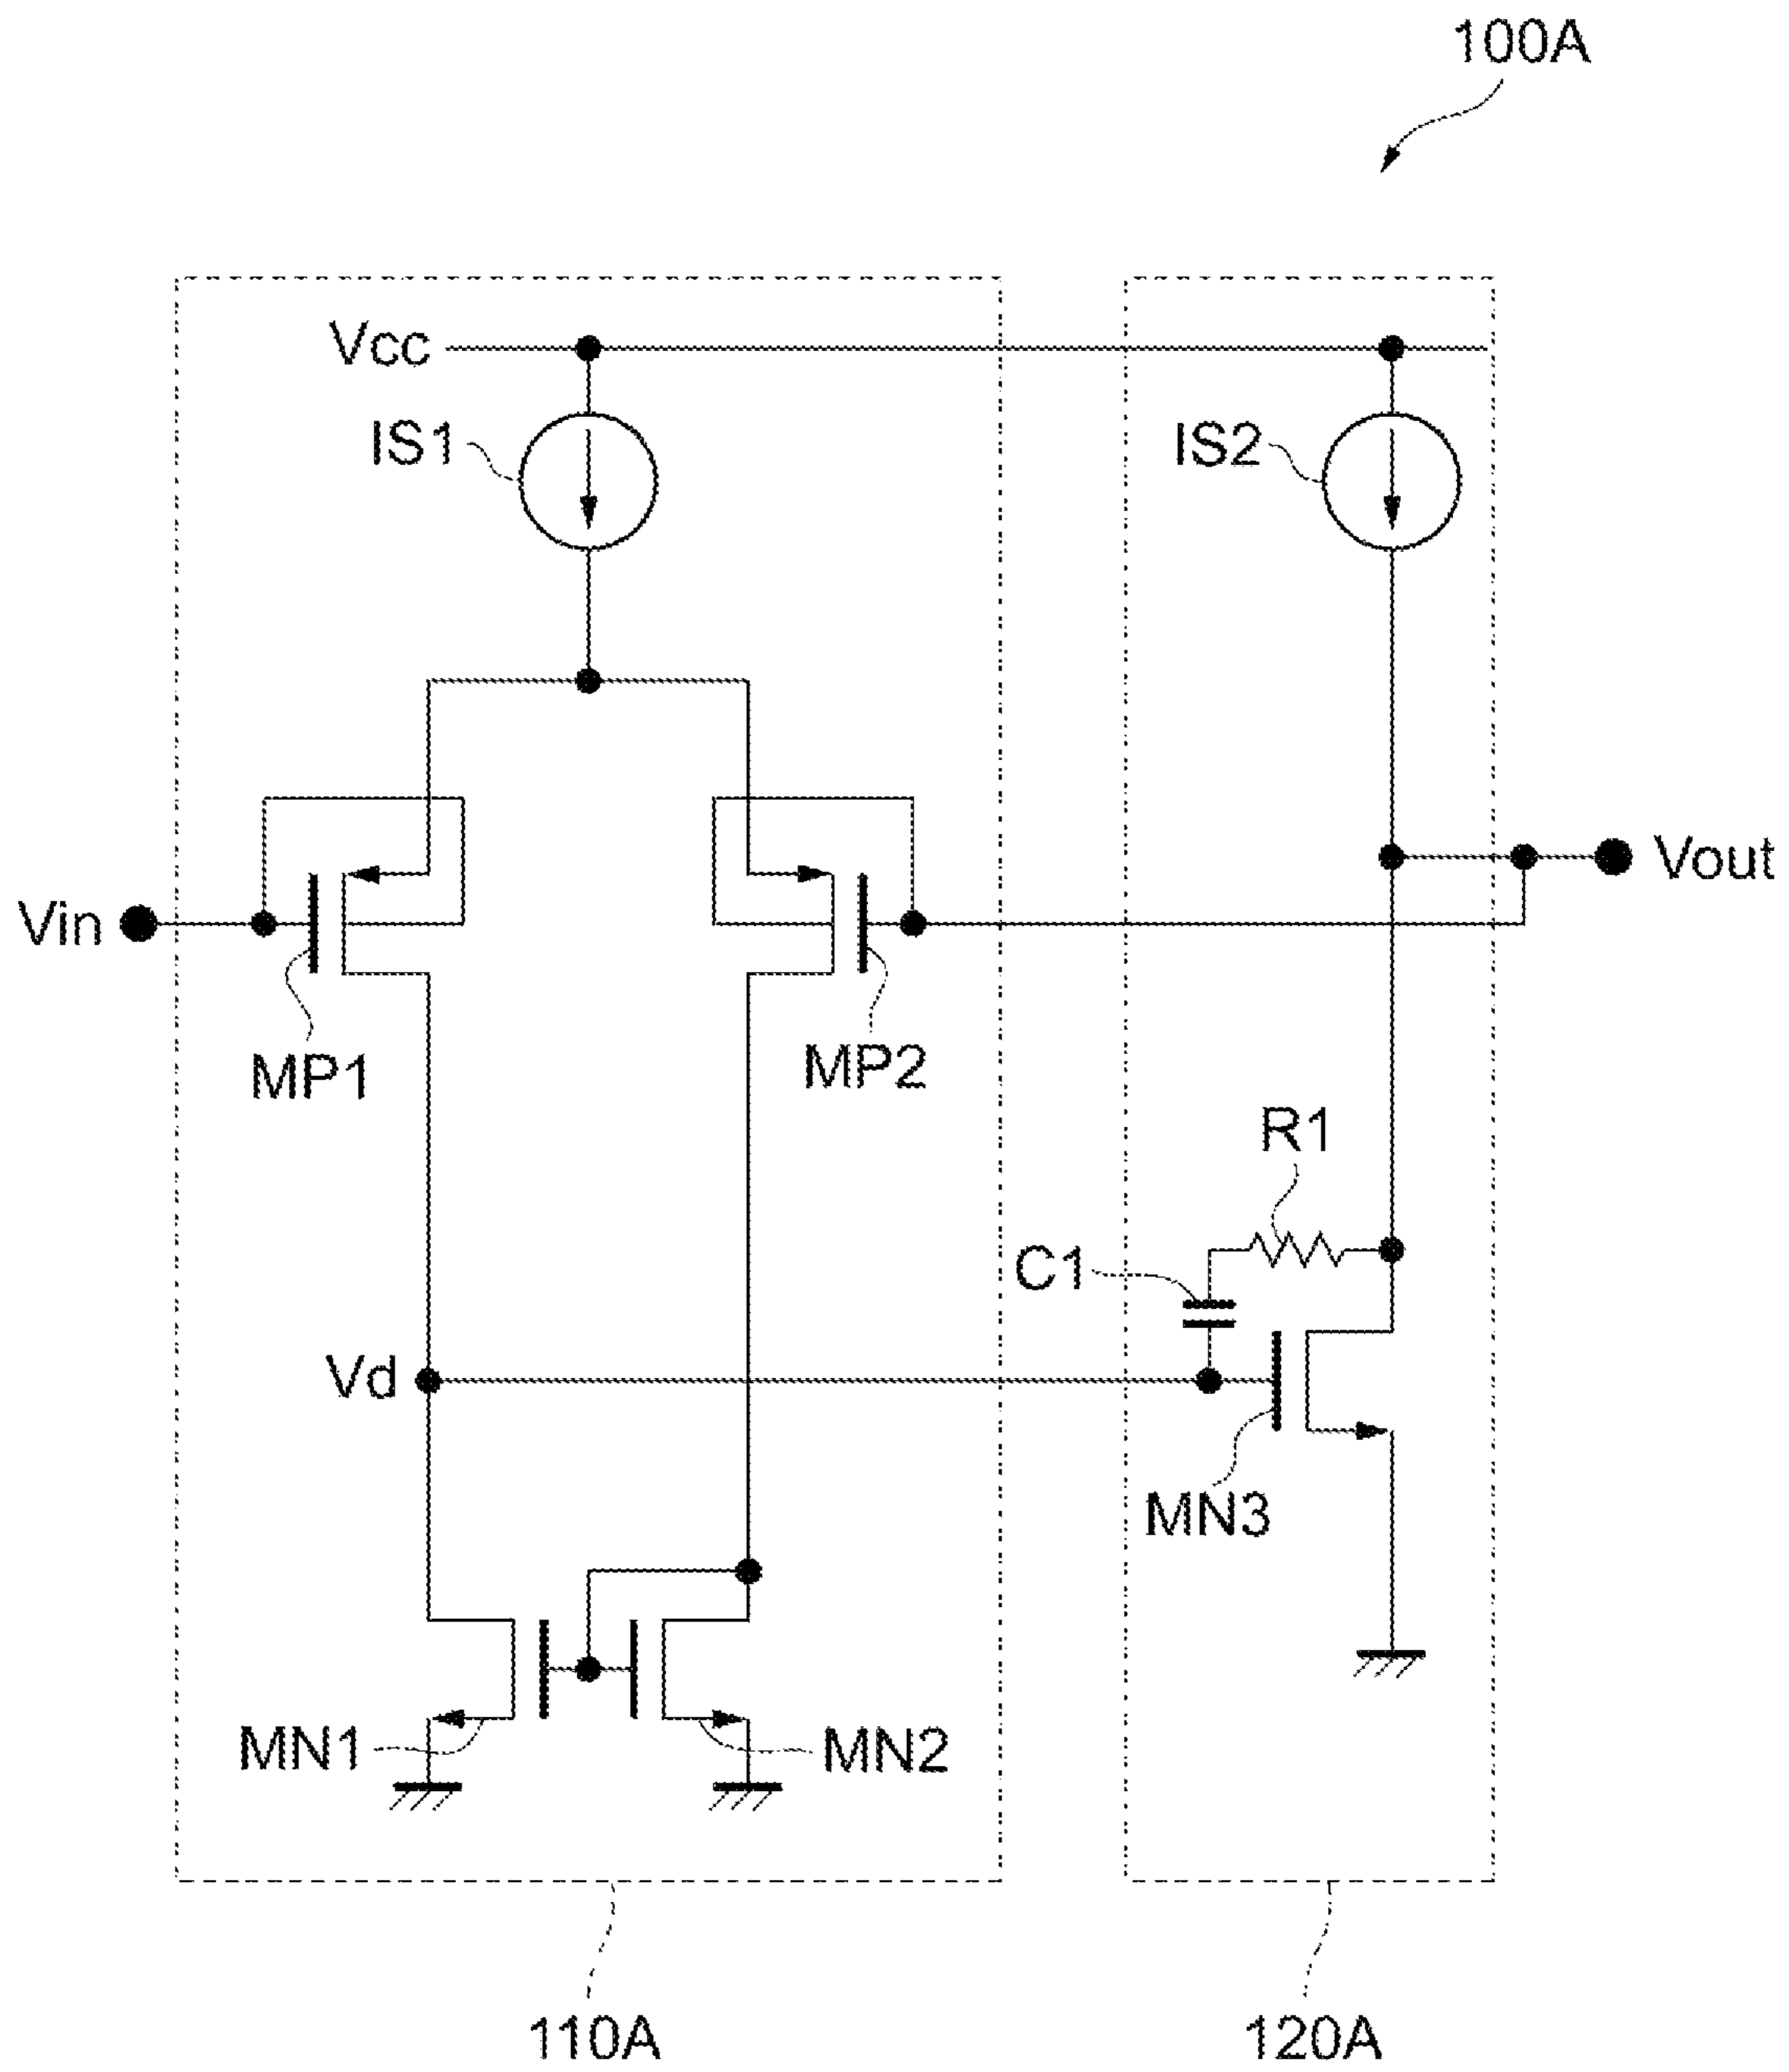 100A
Vcc
IS1
IS2
Vin
Vout
MP1
MP2
R1
C1
Vd
MN3
MN1
MN2
110A
120A